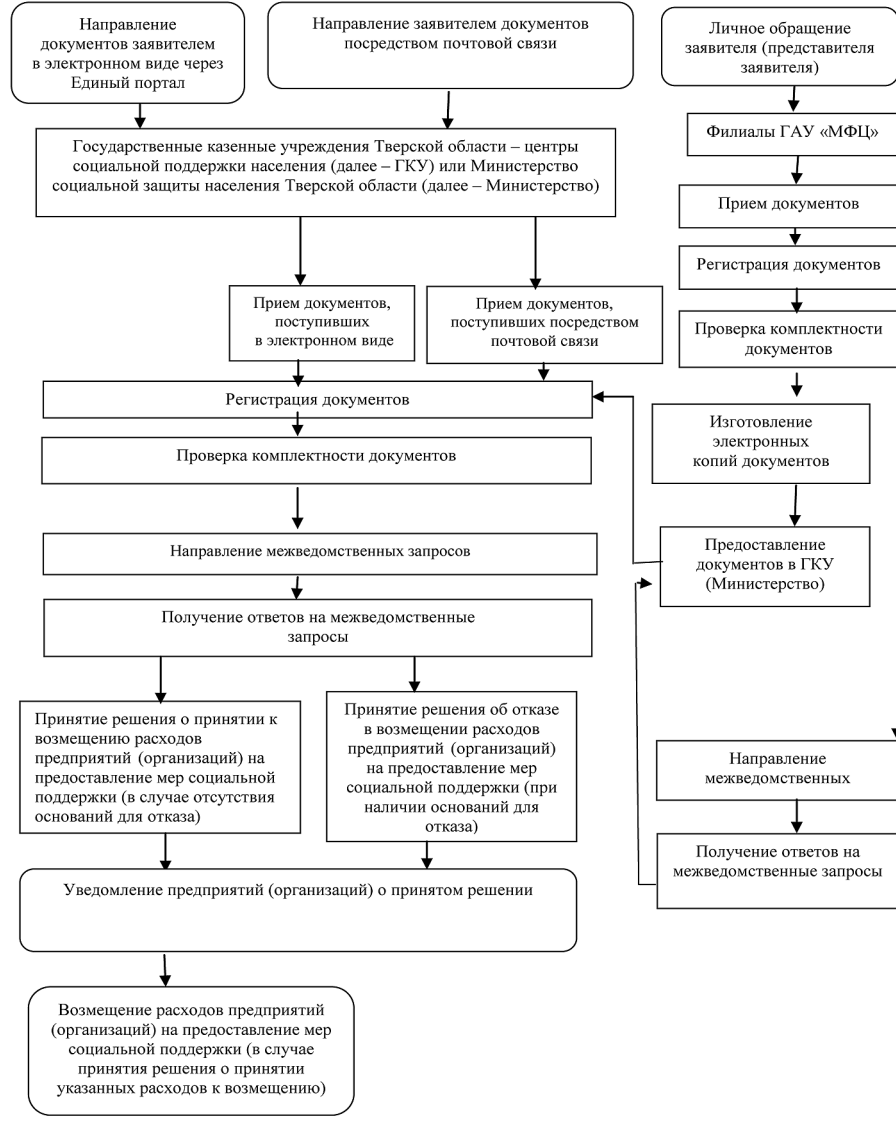 Направление
документов заявителем
в электронном виде через
Единый портал
Направление заявителем документов
посредством почтовой связи
Личное обращение
заявителя (представителя
заявителя)
Государственные казенные учреждения Тверской области – центры
социальной поддержки населения (далее – ГКУ) или Министерство
социальной защиты населения Тверской области (далее – Министерство)
Филиалы ГАУ «МФЦ»
Прием документов
Регистрация документов
Проверка комплектности
документов
Прием документов,
поступивших
в электронном виде
Прием документов,
поступивших посредством
почтовой связи
Регистрация документов
Изготовление
электронных
копий документов
Проверка комплектности документов
Предоставление
документов в ГКУ
(Министерство)
Направление межведомственных запросов
Получение ответов на межведомственные
запросы
Принятие решения о принятии к
возмещению расходов
предприятий (организаций) на
предоставление мер социальной
поддержки (в случае отсутствия
оснований для отказа)
Принятие решения об отказе
в возмещении расходов
предприятий (организаций)
на предоставление мер
социальной поддержки (при
наличии оснований для
отказа)
Направление
межведомственных
Получение ответов на
межведомственные запросы
Уведомление предприятий (организаций) о принятом решении
Возмещение расходов предприятий
(организаций) на предоставление мер
социальной поддержки (в случае
принятия решения о принятии
указанных расходов к возмещению)